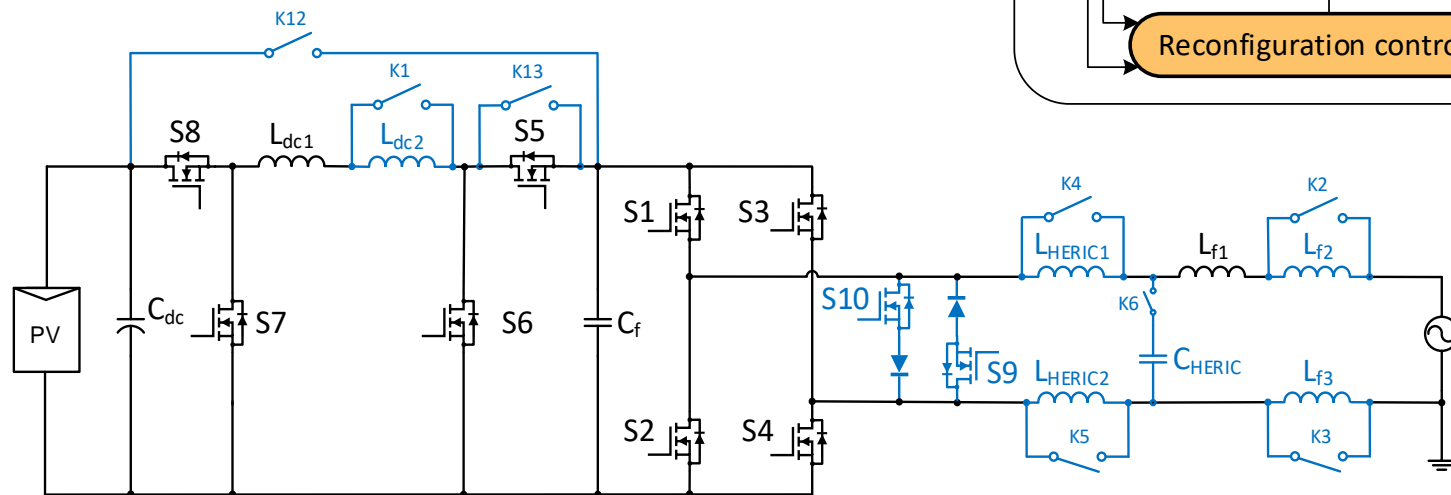 K12
Reconfiguration contro
K1
K13
S8
Ldc1
Ldc2
S5
K4
K2
S1
S3
LHERIC1
Lf1
Lf2
S10
K6
PV
Cdc
S7
S6
Cf
S9
LHERIC2
CHERIC
Lf3
S2
S4
K5
K3